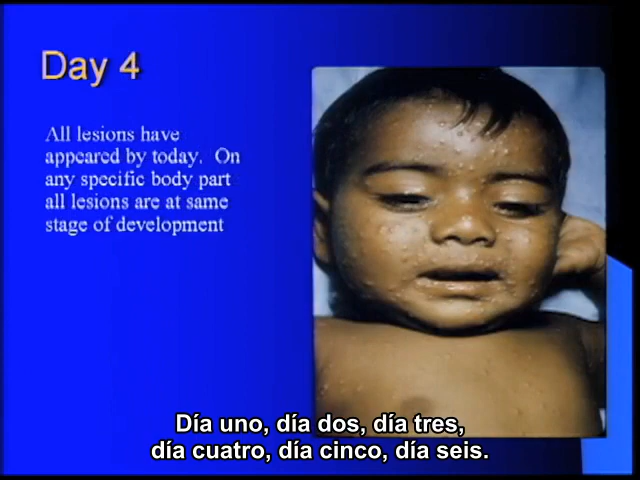 Day 4
All lesions have
appeared by today. On
any specific body part
all lesions are at same
stage of development
Día uno, día dos, día tres,
día cuatro, día cinco, día seis.